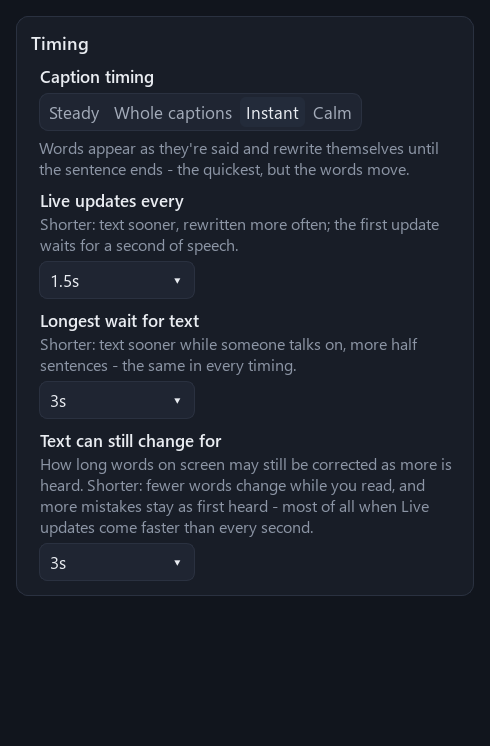 Timing
Caption timing
Steady Whole captions Instant Calm
Words appear as they're said and rewrite themselves until
the sentence ends - the quickest, but the words move.
Live updates every
Shorter: text sooner, rewritten more often; the first update
waits for a second of speech.
1.5s
Longest wait for text
Shorter: text sooner while someone talks on, more half
sentences - the same in every timing.
3s
Text can still change for
How long words on screen may still be corrected as more is
heard. Shorter: fewer words change while you read, and
more mistakes stay as first heard - most of all when Live
updates come faster than every second.
3s